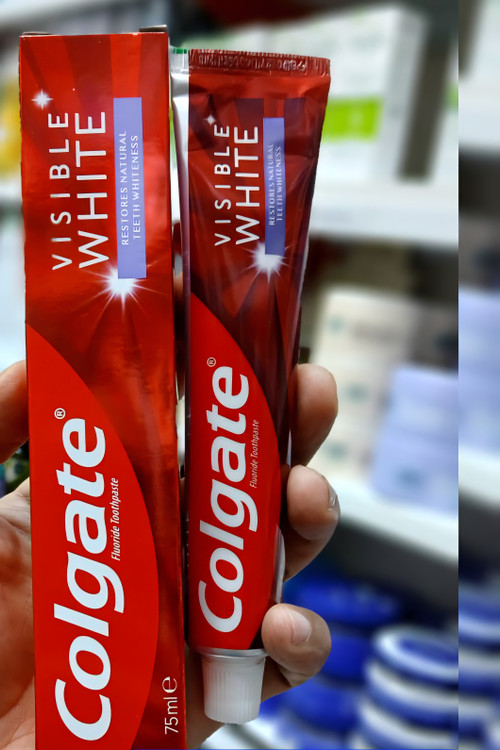 VISIBLE
WHITE
RESTORES NATURAL
TEETH WHITENESS
Colgate®
Fluoride Toothpaste
75ml℮
VISIBLE
WHITE
RESTORES NATURAL
TEETH WHITENESS
Colgate®
Fluoride Toothpaste